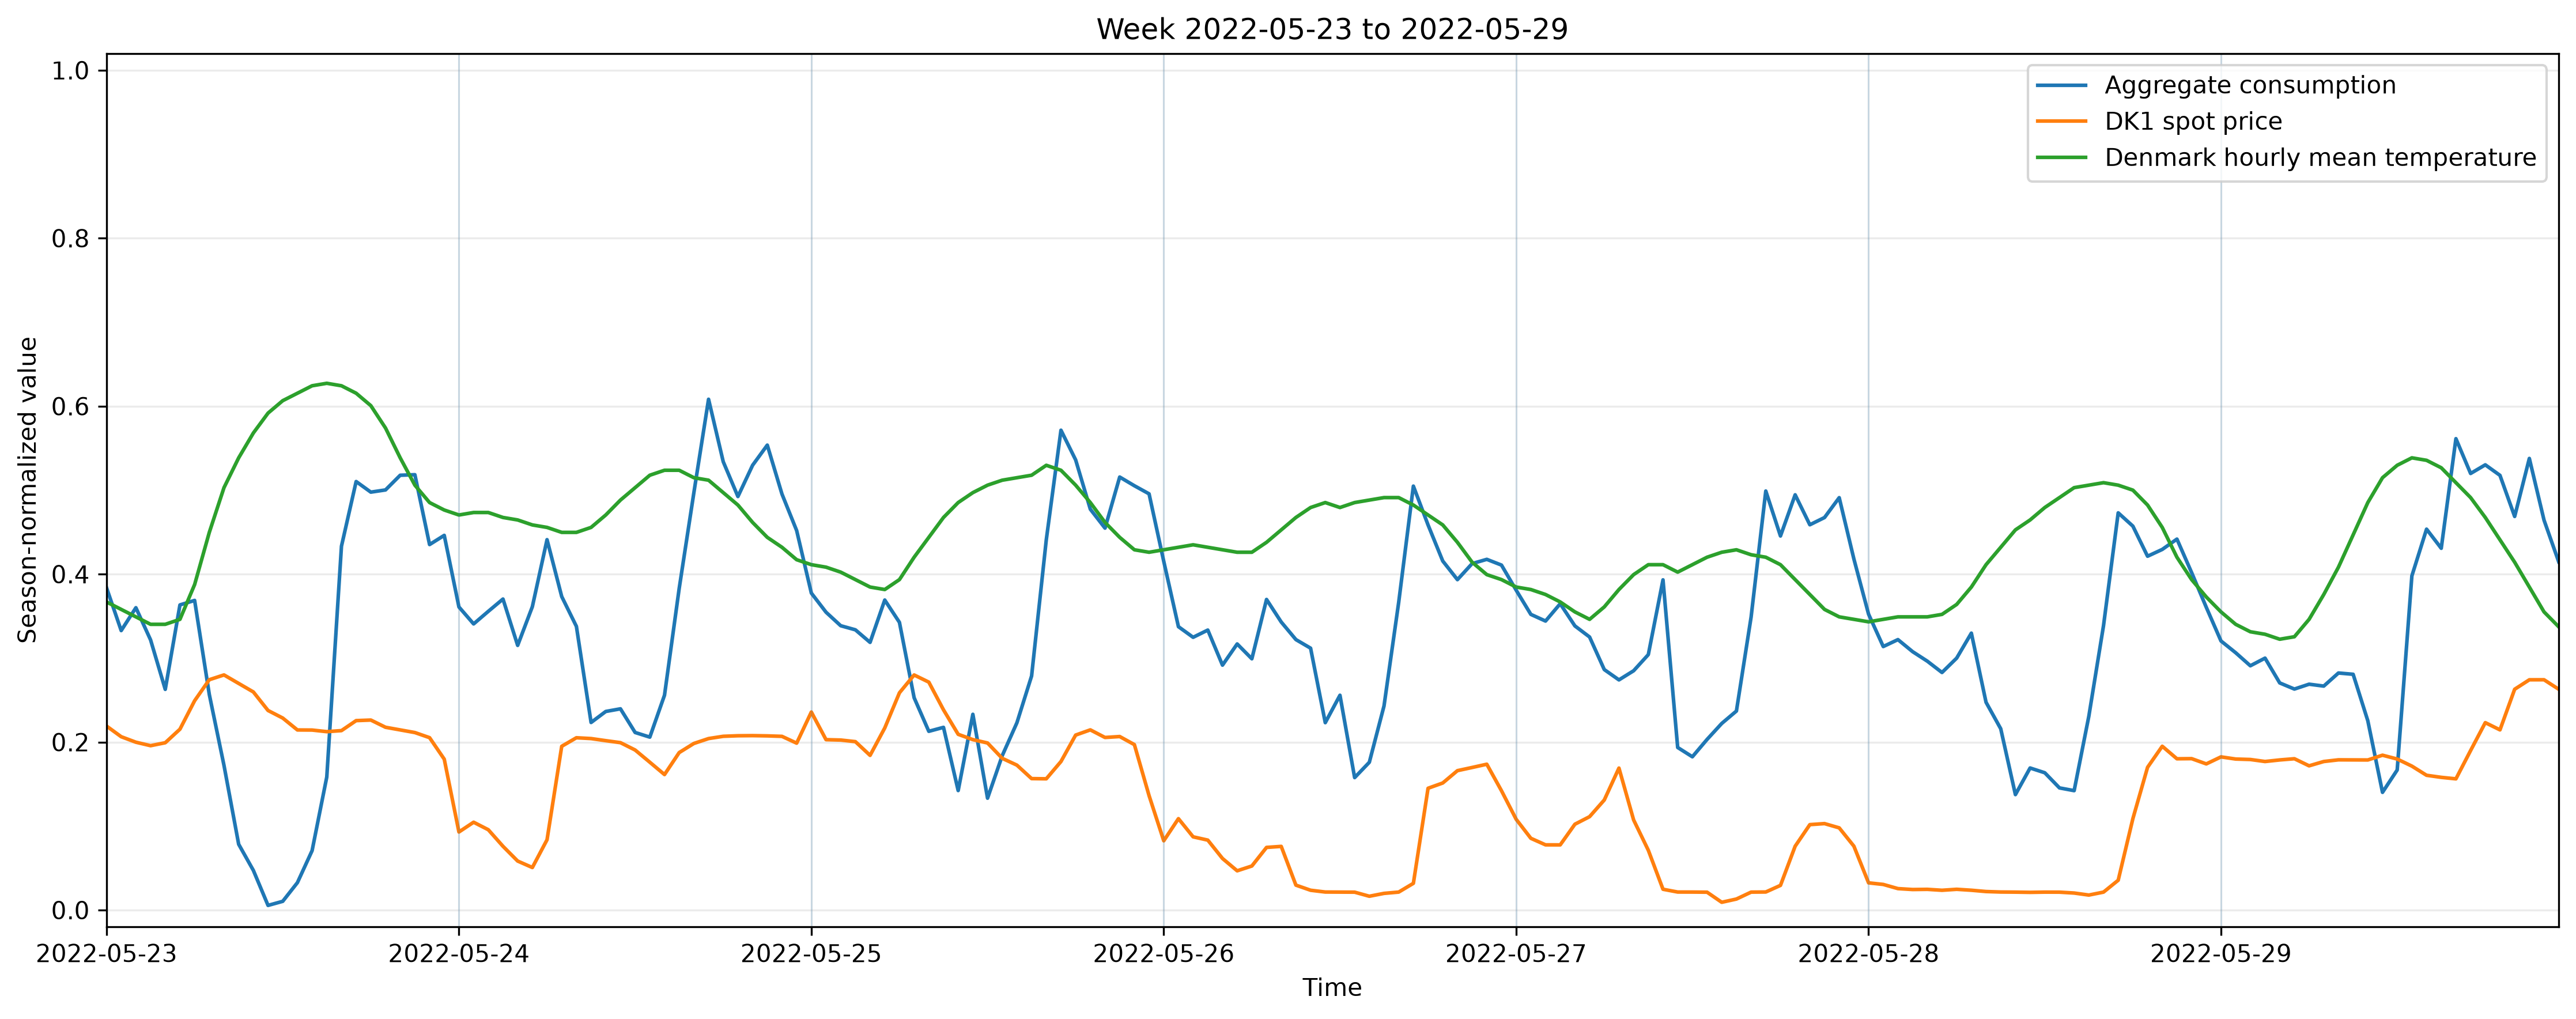 Week 2022-05-23 to 2022-05-29
Aggregate consumption
DK1 spot price
Denmark hourly mean temperature
Season-normalized value
1.0
0.8
0.6
0.4
0.2
0.0
2022-05-23
2022-05-24
2022-05-25
2022-05-26
2022-05-27
2022-05-28
2022-05-29
Time